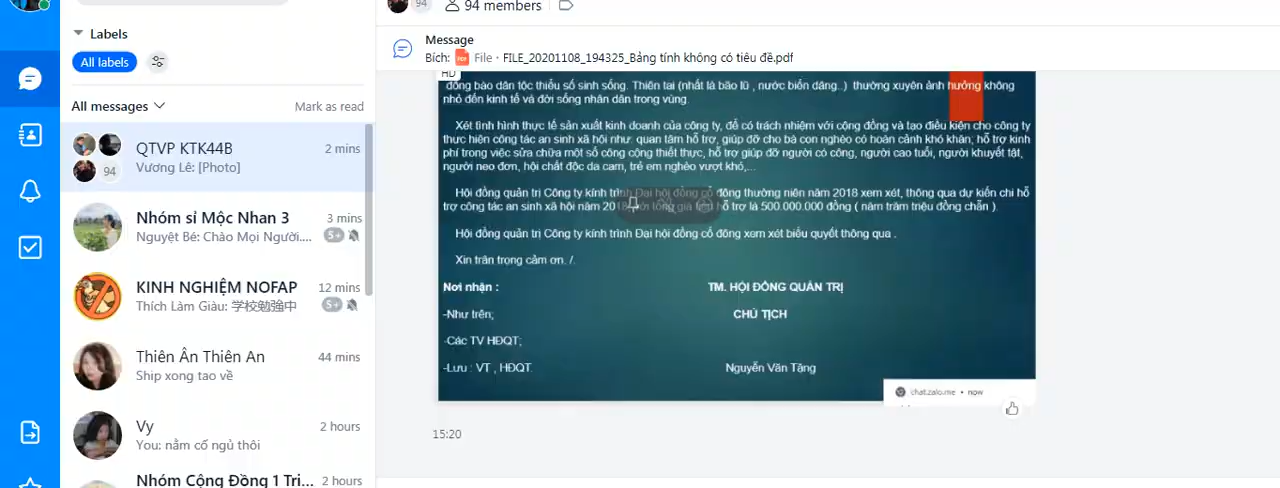 94
94 members
Labels
All labels
All messages
Mark as read
QTVP KTK44B
2 mins
Vương Lê: [Photo]
94
Nhóm sỉ Mộc Nhan 3
3 mins
Nguyệt Bé: Chào Mọi Người....
5+
KINH NGHIỆM NOFAP
12 mins
Thích Làm Giàu: 学校勉強中
5+
Thiên Ân Thiên An
44 mins
Ship xong tao về
Vy
2 hours
You: nằm cố ngủ thôi
Nhóm Cộng Đồng 1 Tri...
2 hours
Message
Bích: File · FILE_20201108_194325_Bảng tính không có tiêu đề.pdf
HD
đồng bào dân tộc thiểu số sinh sống. Thiên tai (nhất là bão lũ , nước biển dâng..) thường xuyên ảnh hưởng không
nhỏ đến kinh tế và đời sống nhân dân trong vùng.
Xét tình hình thực tế sản xuất kinh doanh của công ty, để có trách nhiệm với cộng đồng và tạo điều kiện cho công ty
thực hiện công tác an sinh xã hội như: quan tâm hỗ trợ, giúp đỡ cho bà con nghèo có hoàn cảnh khó khăn; hỗ trợ kinh
phí trong việc sửa chữa một số công cộng thiết thực, hỗ trợ giúp đỡ người có công, người cao tuổi, người khuyết tật,
người neo đơn, hội chất độc da cam, trẻ em nghèo vượt khó,...
Hội đồng quản trị Công ty kính trình Đại hội đồng cổ đông thường niên năm 2018 xem xét, thông qua dự kiến chi hỗ
trợ công tác an sinh xã hội năm 2018 với tổng giá tiền hỗ trợ là 500.000.000 đồng ( năm trăm triệu đồng chẵn ).
Hội đồng quản trị Công ty kính trình Đại hội đồng cổ đông xem xét biểu quyết thông qua .
Xin trân trọng cảm ơn. /.
Nơi nhận :
TM. HỘI ĐỒNG QUẢN TRỊ
-Như trên;
CHỦ TỊCH
-Các TV HĐQT;
-Lưu : VT , HĐQT.
Nguyễn Văn Tặng
chat.zalo.me • now
15:20